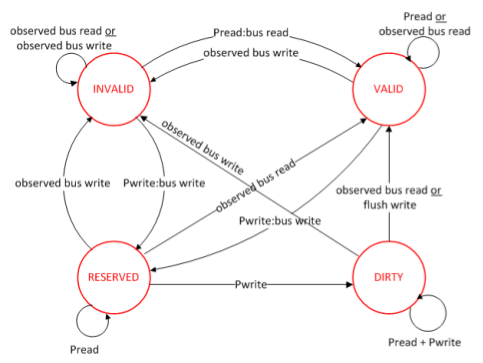 observed bus read or
observed bus write
Pread:bus read
observed bus write
Pread or
observed bus read
INVALID
VALID
observed bus write
observed bus write
Pwrite:bus write
observed bus read
observed bus read or
flush write
Pwrite:bus write
RESERVED
Pwrite
DIRTY
Pread
Pread + Pwrite